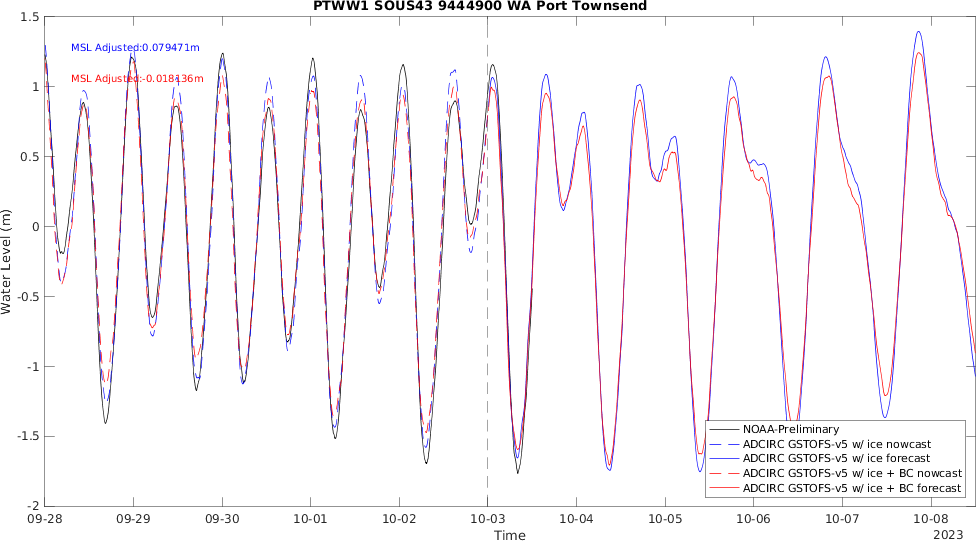 PTWW1 SOUS43 9444900 WA Port Townsend
1.5
MSL Adjusted:0.079471m
MSL Adjusted:-0.018136m
1
0.5
0
-0.5
-1
-1.5
-2
Water Level (m)
NOAA-Preliminary
ADCIRC GSTOFS-v5 w/ ice nowcast
ADCIRC GSTOFS-v5 w/ ice forecast
ADCIRC GSTOFS-v5 w/ ice + BC nowcast
ADCIRC GSTOFS-v5 w/ ice + BC forecast
09-28 09-29 09-30 10-01 10-02 10-03 10-04 10-05 10-06 10-07 10-08
Time
2023